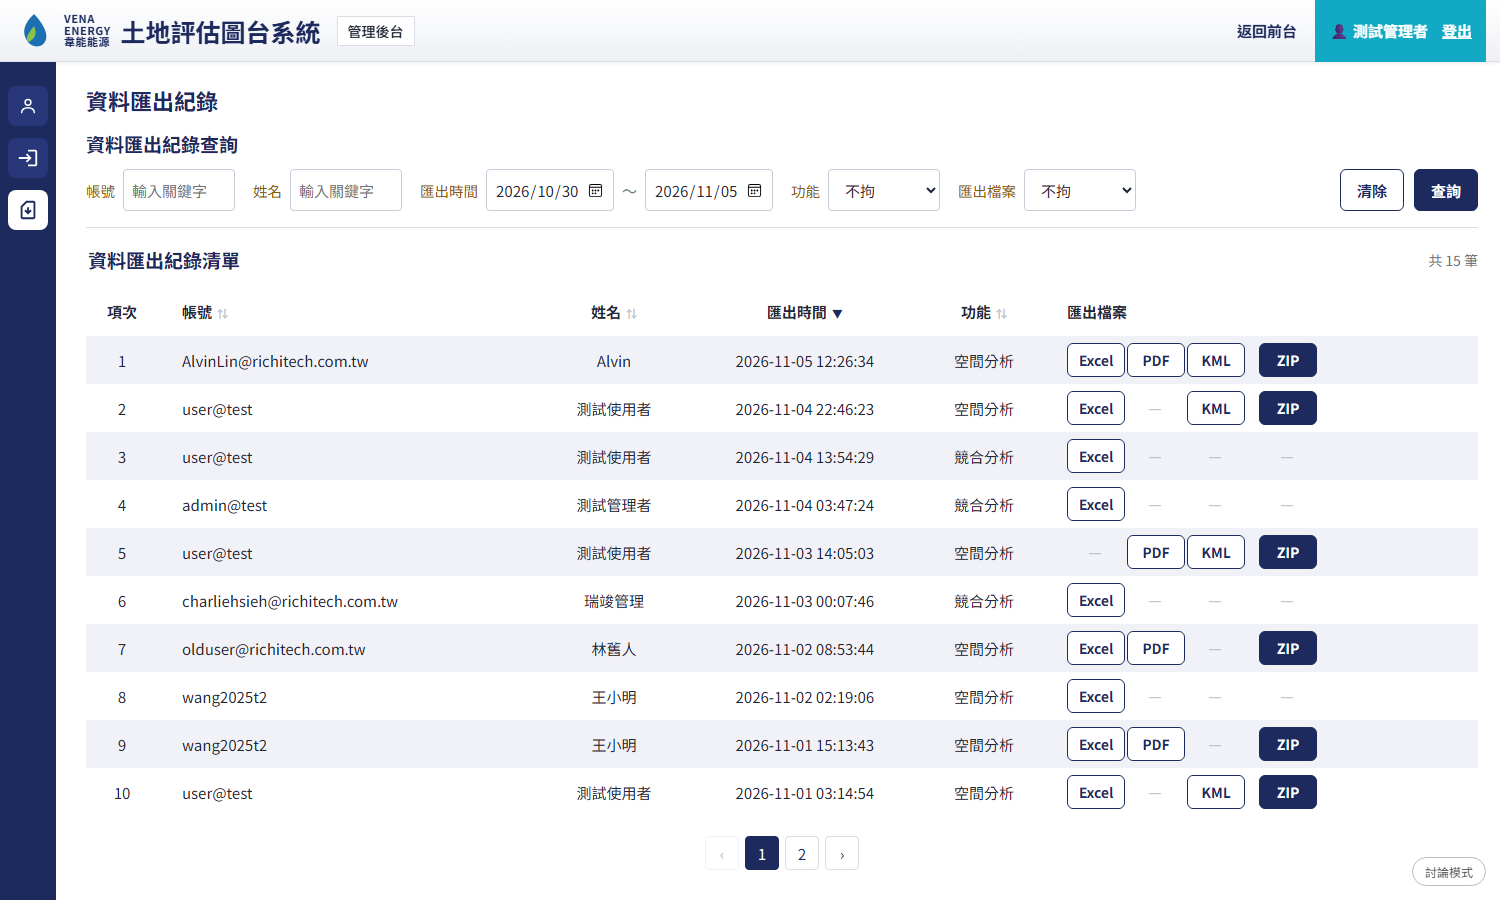 VENA
ENERGY
韋能能源
土地評估圖台系統
管理後台
返回前台
測試管理者 登出
資料匯出紀錄
資料匯出紀錄查詢
帳號 輸入關鍵字 姓名 輸入關鍵字 匯出時間 2026/10/30 ～ 2026/11/05 功能 不拘 匯出檔案 不拘 清除 查詢
資料匯出紀錄清單 共 15 筆
項次 帳號 ⇅ 姓名 ⇅ 匯出時間 ▼ 功能 ⇅ 匯出檔案
1 AlvinLin@richitech.com.tw Alvin 2026-11-05 12:26:34 空間分析 Excel PDF KML ZIP
2 user@test 測試使用者 2026-11-04 22:46:23 空間分析 Excel — KML ZIP
3 user@test 測試使用者 2026-11-04 13:54:29 競合分析 Excel — — —
4 admin@test 測試管理者 2026-11-04 03:47:24 競合分析 Excel — — —
5 user@test 測試使用者 2026-11-03 14:05:03 空間分析 — PDF KML ZIP
6 charliehsieh@richitech.com.tw 瑞竣管理 2026-11-03 00:07:46 競合分析 Excel — — —
7 olduser@richitech.com.tw 林舊人 2026-11-02 08:53:44 空間分析 Excel PDF — ZIP
8 wang2025t2 王小明 2026-11-02 02:19:06 空間分析 Excel — — —
9 wang2025t2 王小明 2026-11-01 15:13:43 空間分析 Excel PDF — ZIP
10 user@test 測試使用者 2026-11-01 03:14:54 空間分析 Excel — KML ZIP
‹ 1 2 ›
討論模式